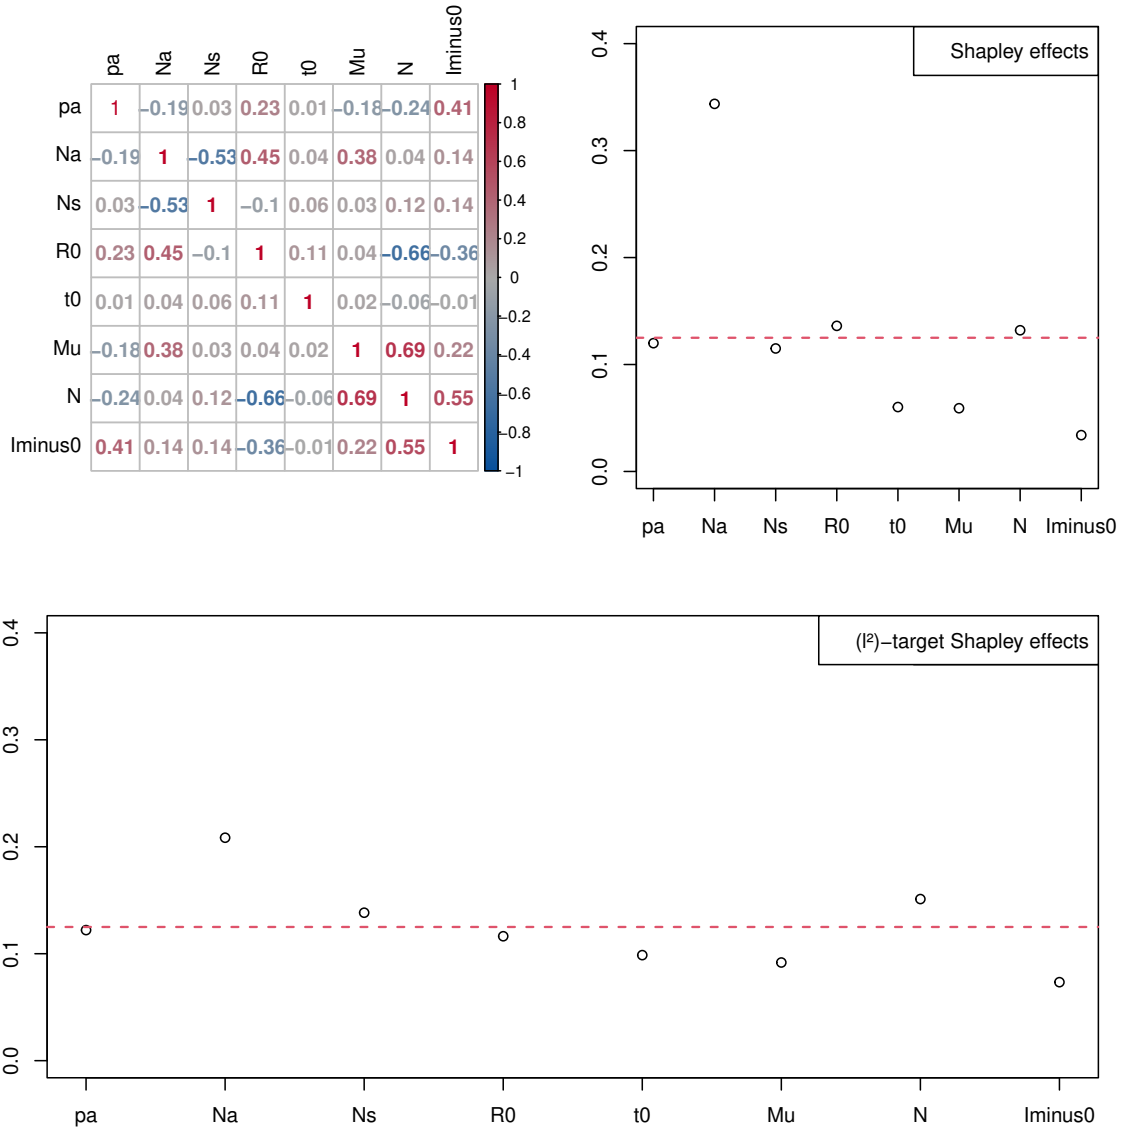 pa Na Ns R0 t0 Mu N Iminus0
pa 1 −0.19 0.03 0.23 0.01 −0.18 −0.24 0.41
Na −0.19 1 −0.53 0.45 0.04 0.38 0.04 0.14
Ns 0.03 −0.53 1 −0.1 0.06 0.03 0.12 0.14
R0 0.23 0.45 −0.1 1 0.11 0.04 −0.66 −0.36
t0 0.01 0.04 0.06 0.11 1 0.02 −0.06 −0.01
Mu −0.18 0.38 0.03 0.04 0.02 1 0.69 0.22
N −0.24 0.04 0.12 −0.66 −0.06 0.69 1 0.55
Iminus0 0.41 0.14 0.14 −0.36 −0.01 0.22 0.55 1
1
0.8
0.6
0.4
0.2
0
−0.2
−0.4
−0.6
−0.8
−1
Shapley effects
0.4
0.3
0.2
0.1
0.0
pa Na Ns R0 t0 Mu N Iminus0
(l²)−target Shapley effects
0.4
0.3
0.2
0.1
0.0
pa Na Ns R0 t0 Mu N Iminus0